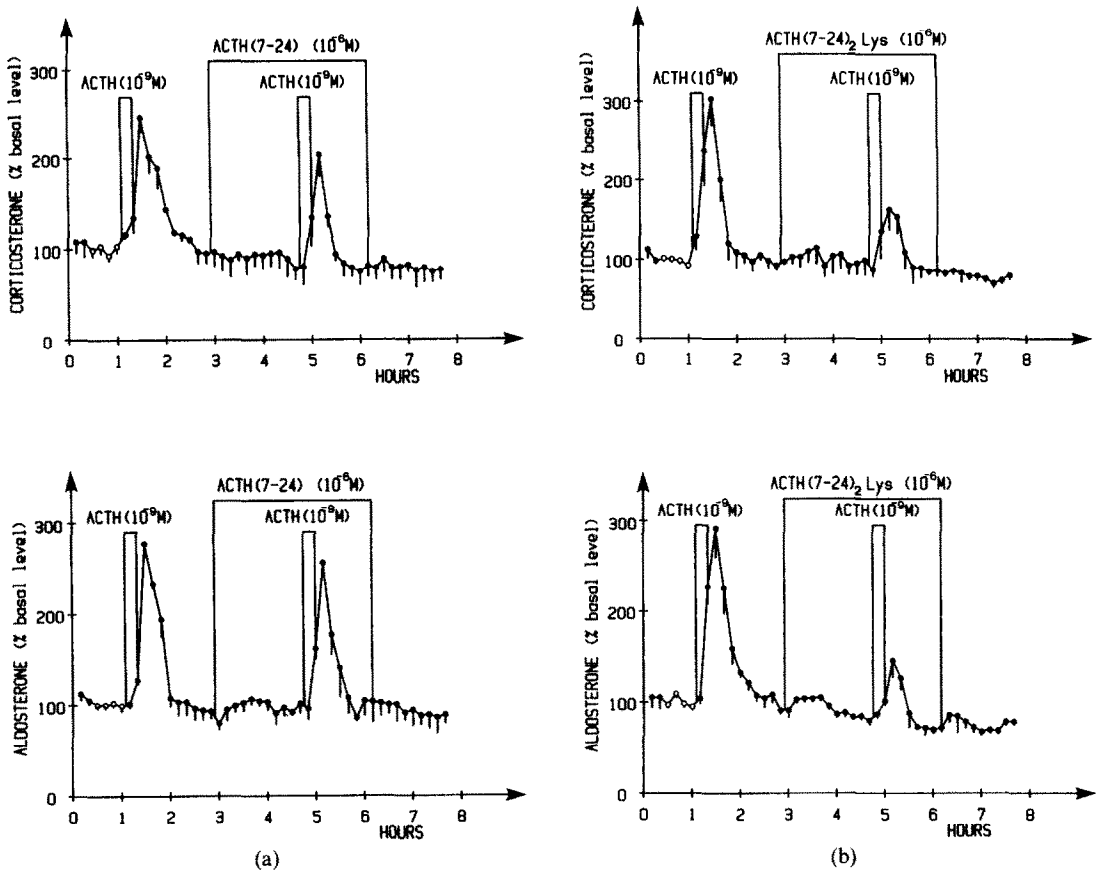 ACTH(7-24) (10⁻⁶M)
ACTH(10⁻⁹M) ACTH(10⁻⁹M)
CORTICOSTERONE (% basal level)
300
200
100
0
0 1 2 3 4 5 6 7 8
HOURS
ACTH(7-24)₂ Lys (10⁻⁶M)
ACTH(10⁻⁹M) ACTH(10⁻⁹M)
CORTICOSTERONE (% basal level)
300
200
100
0
0 1 2 3 4 5 6 7 8
HOURS
ACTH(7-24) (10⁻⁶M)
ACTH(10⁻⁹M) ACTH(10⁻⁹M)
ALDOSTERONE (% basal level)
300
200
100
0
0 1 2 3 4 5 6 7 8
HOURS
(a)
ACTH(7-24)₂ Lys (10⁻⁶M)
ACTH(10⁻⁹M) ACTH(10⁻⁹M)
ALDOSTERONE (% basal level)
300
200
100
0
0 1 2 3 4 5 6 7 8
HOURS
(b)